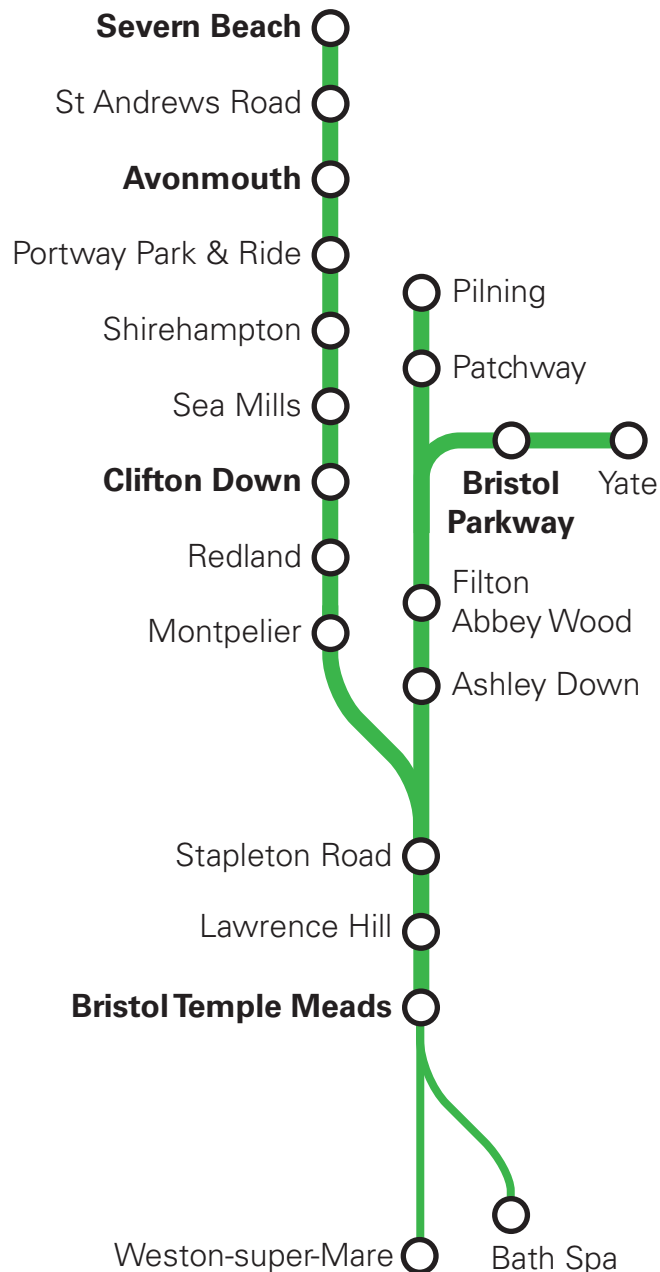 Severn Beach
St Andrews Road
Avonmouth
Portway Park & Ride
Pilning
Shirehampton
Patchway
Sea Mills
Clifton Down
Bristol
Parkway
Yate
Redland
Filton
Abbey Wood
Montpelier
Ashley Down
Stapleton Road
Lawrence Hill
Bristol Temple Meads
Weston-super-Mare
Bath Spa